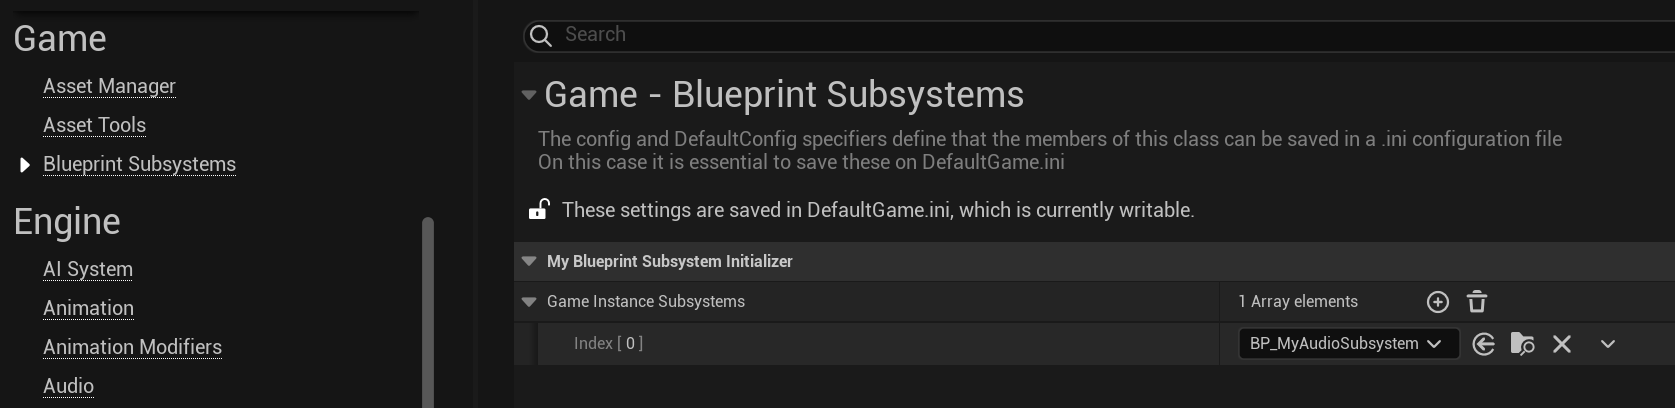 Game
Asset Manager
Asset Tools
Blueprint Subsystems
Engine
AI System
Animation
Animation Modifiers
Audio
Search
Game - Blueprint Subsystems
The config and DefaultConfig specifiers define that the members of this class can be saved in a .ini configuration file
On this case it is essential to save these on DefaultGame.ini
These settings are saved in DefaultGame.ini, which is currently writable.
My Blueprint Subsystem Initializer
Game Instance Subsystems 1 Array elements
Index [ 0 ] BP_MyAudioSubsystem